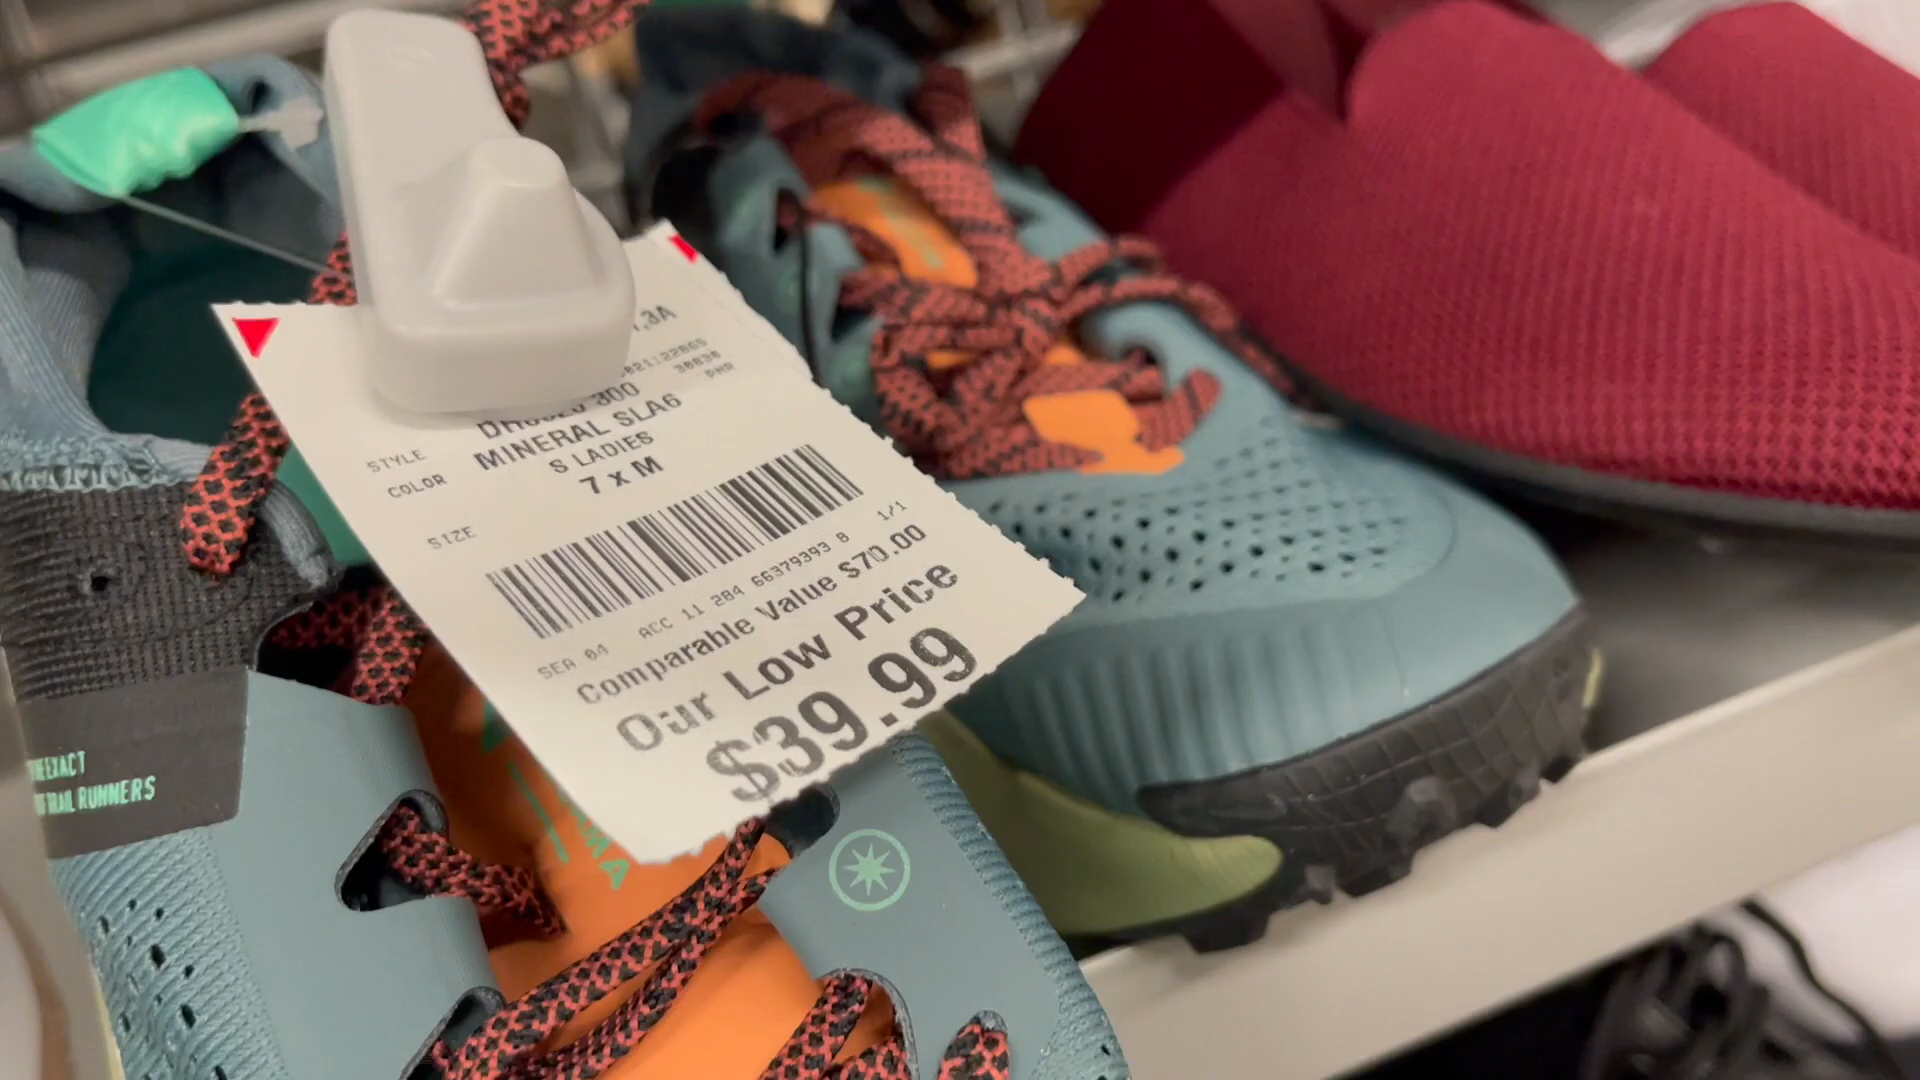 STYLE
MINERAL SLA6
COLOR
S LADIES
SIZE
7 x M
SEA 04 ACC 11 284 66379393 8 1/1
Comparable Value $70.00
Our Low Price
$39.99
EXACT
TRAIL RUNNERS